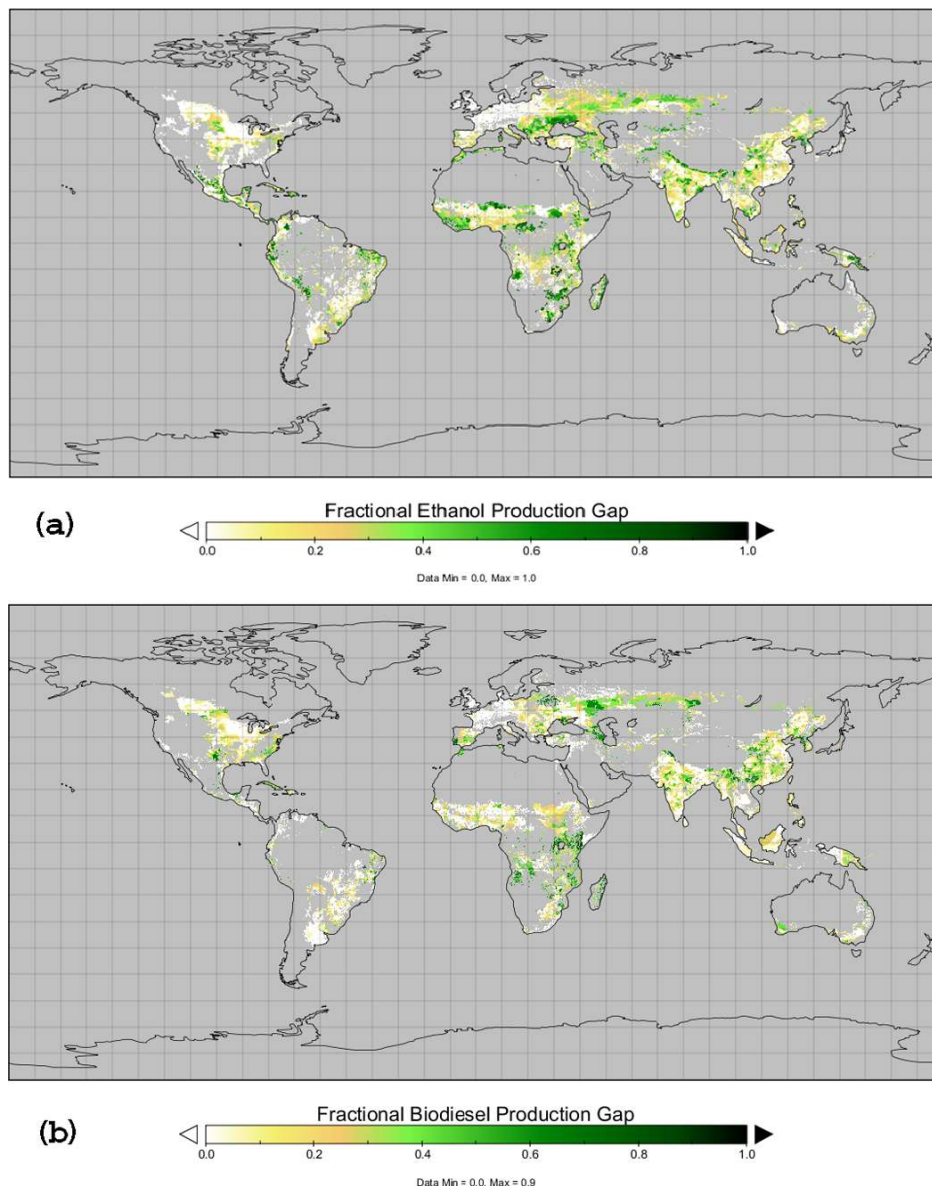 (a)
Fractional Ethanol Production Gap
0.0 0.2 0.4 0.6 0.8 1.0
Data Min = 0.0, Max = 1.0
(b)
Fractional Biodiesel Production Gap
0.0 0.2 0.4 0.6 0.8 1.0
Data Min = 0.0, Max = 0.9